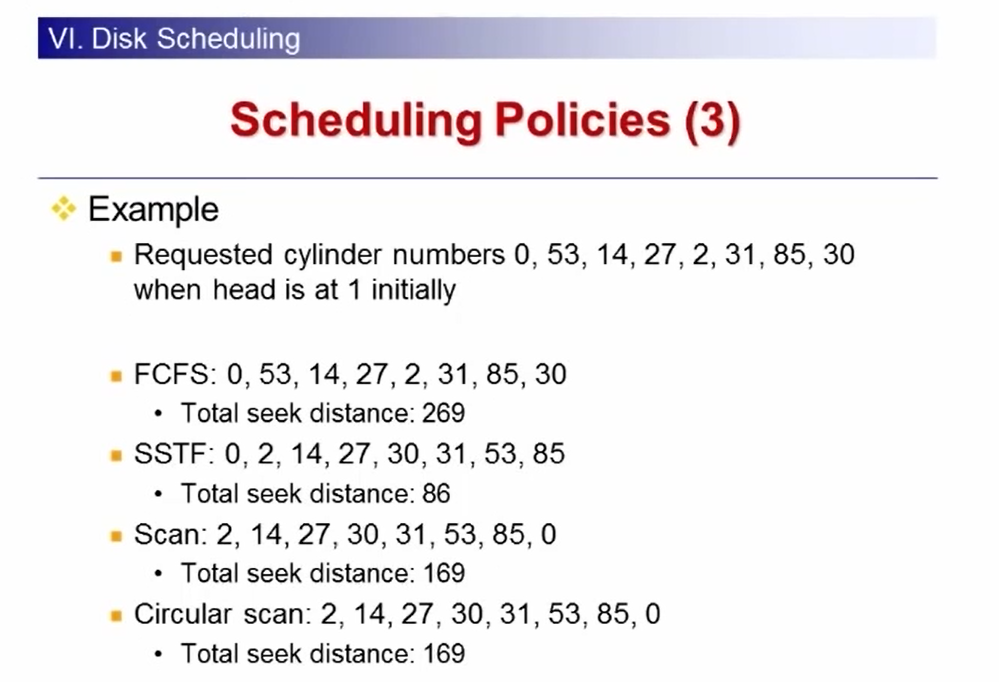 VI. Disk Scheduling
Scheduling Policies (3)
Example
Requested cylinder numbers 0, 53, 14, 27, 2, 31, 85, 30
when head is at 1 initially
FCFS: 0, 53, 14, 27, 2, 31, 85, 30
• Total seek distance: 269
SSTF: 0, 2, 14, 27, 30, 31, 53, 85
• Total seek distance: 86
Scan: 2, 14, 27, 30, 31, 53, 85, 0
• Total seek distance: 169
Circular scan: 2, 14, 27, 30, 31, 53, 85, 0
• Total seek distance: 169